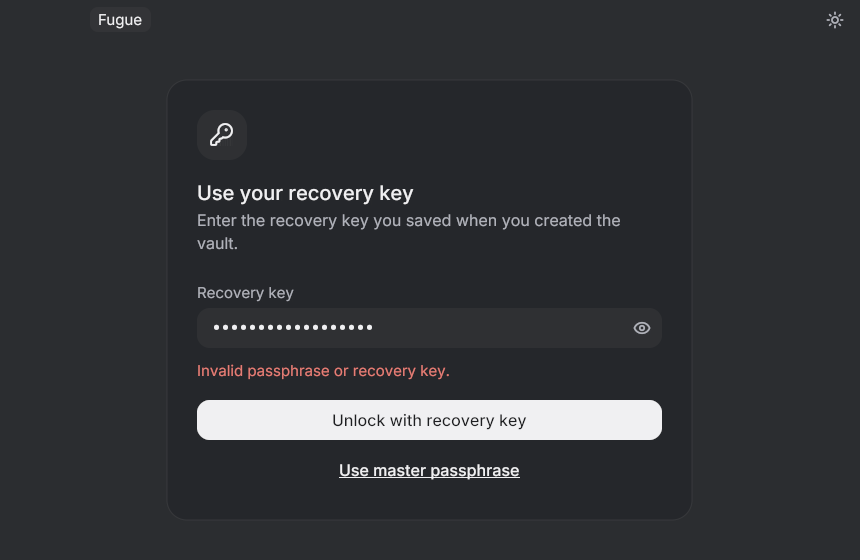 Fugue
Use your recovery key
Enter the recovery key you saved when you created the
vault.
Recovery key
••••••••••••••••••
Invalid passphrase or recovery key.
Unlock with recovery key
Use master passphrase